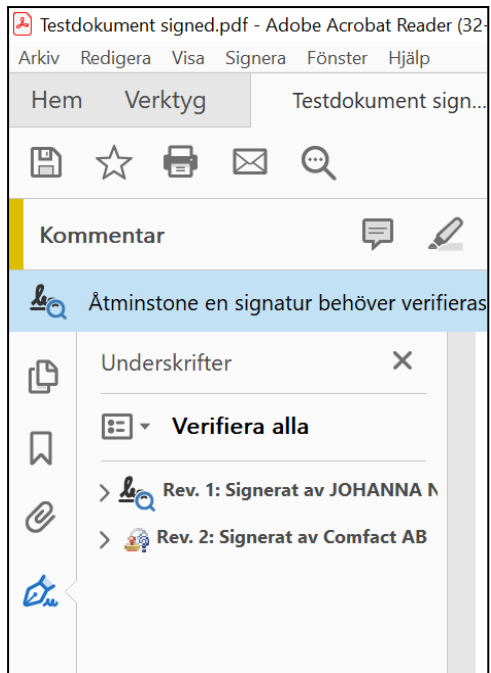 Testdokument signed.pdf - Adobe Acrobat Reader (32-
Arkiv Redigera Visa Signera Fönster Hjälp
Hem Verktyg Testdokument sign...
Kommentar
Åtminstone en signatur behöver verifieras
Underskrifter
Verifiera alla
Rev. 1: Signerat av JOHANNA N
Rev. 2: Signerat av Comfact AB